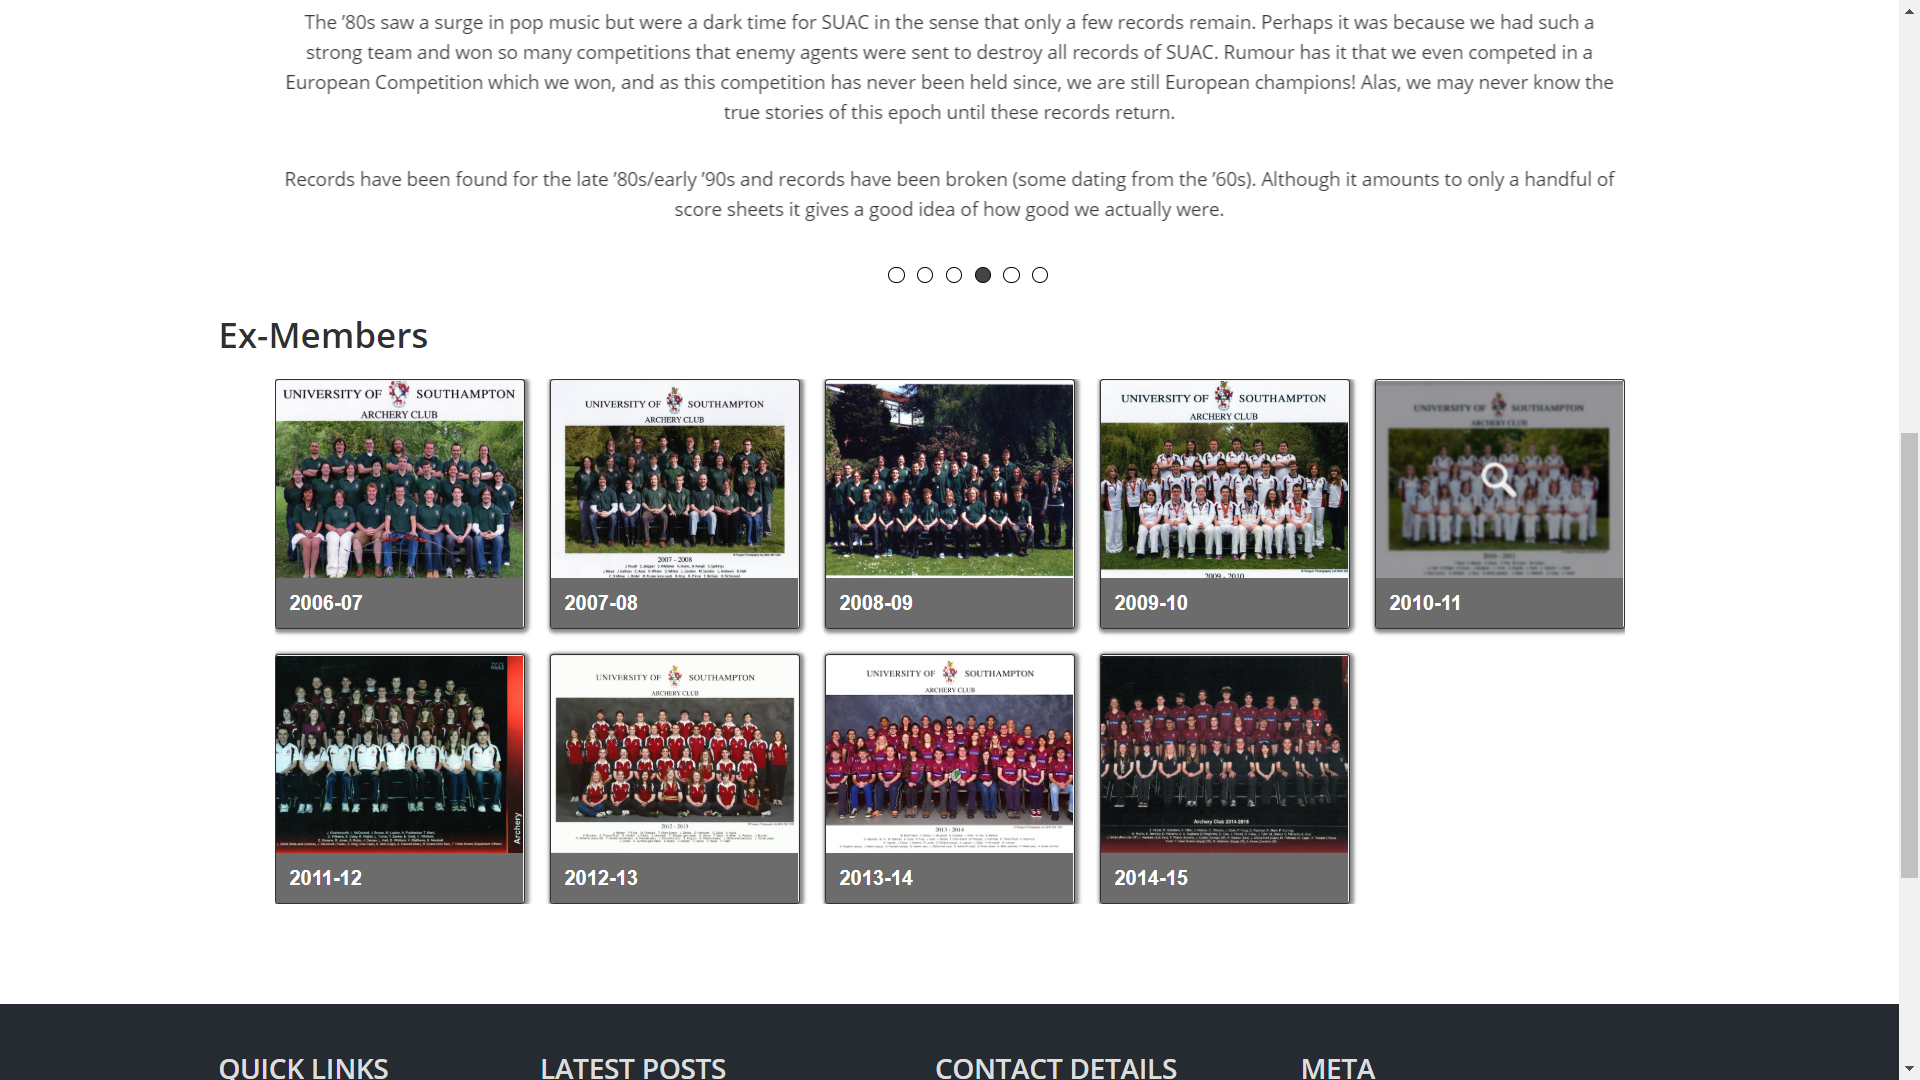 The ’80s saw a surge in pop music but were a dark time for SUAC in the sense that only a few records remain. Perhaps it was because we had such a
strong team and won so many competitions that enemy agents were sent to destroy all records of SUAC. Rumour has it that we even competed in a
European Competition which we won, and as this competition has never been held since, we are still European champions! Alas, we may never know the
true stories of this epoch until these records return.
Records have been found for the late ’80s/early ’90s and records have been broken (some dating from the ’60s). Although it amounts to only a handful of
score sheets it gives a good idea of how good we actually were.
Ex-Members
UNIVERSITY OF SOUTHAMPTON
ARCHERY CLUB
2006-07
UNIVERSITY OF SOUTHAMPTON
ARCHERY CLUB
2007 - 2008
2007-08
2008-09
UNIVERSITY OF SOUTHAMPTON
ARCHERY CLUB
2009 - 2010
2009-10
UNIVERSITY OF SOUTHAMPTON
ARCHERY CLUB
2010 - 2011
2010-11
Archery
2011-12
UNIVERSITY OF SOUTHAMPTON
ARCHERY CLUB
2012 - 2013
2012-13
UNIVERSITY OF SOUTHAMPTON
ARCHERY CLUB
2013 - 2014
2013-14
Archery Club 2014-2015
2014-15
QUICK LINKS
LATEST POSTS
CONTACT DETAILS
META